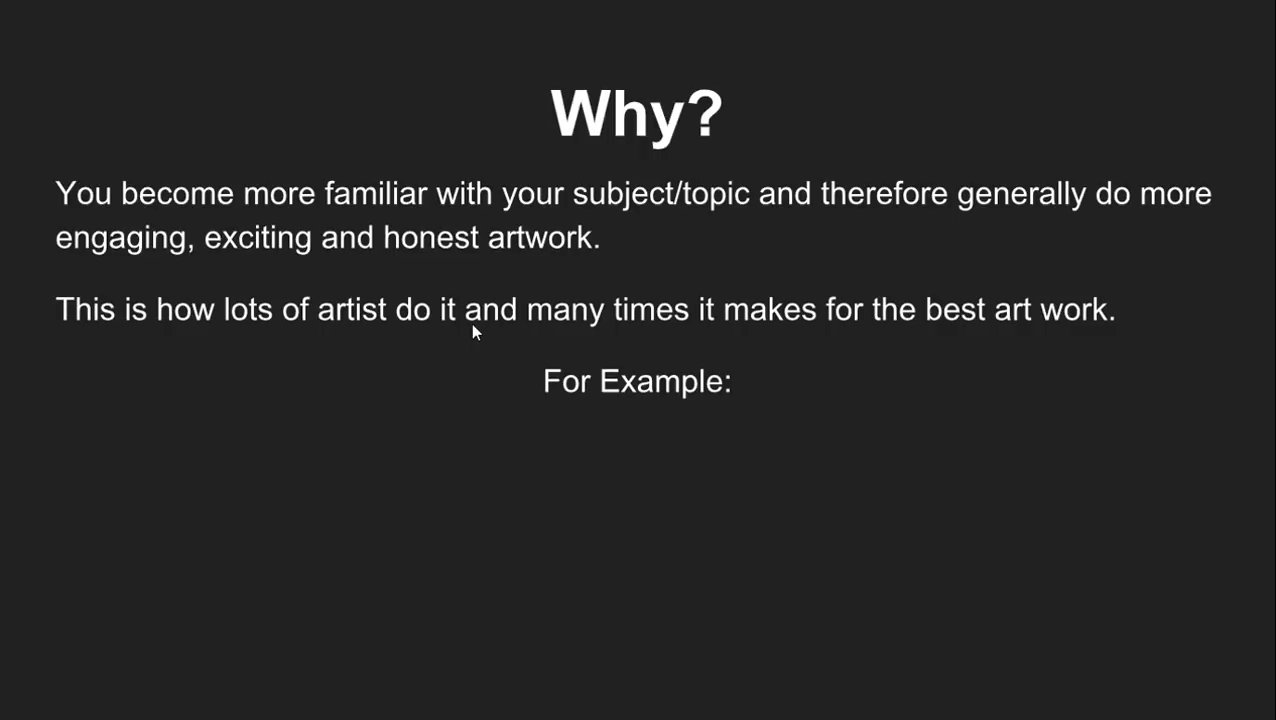 Why?
You become more familiar with your subject/topic and therefore generally do more
engaging, exciting and honest artwork.
This is how lots of artist do it and many times it makes for the best art work.
For Example: